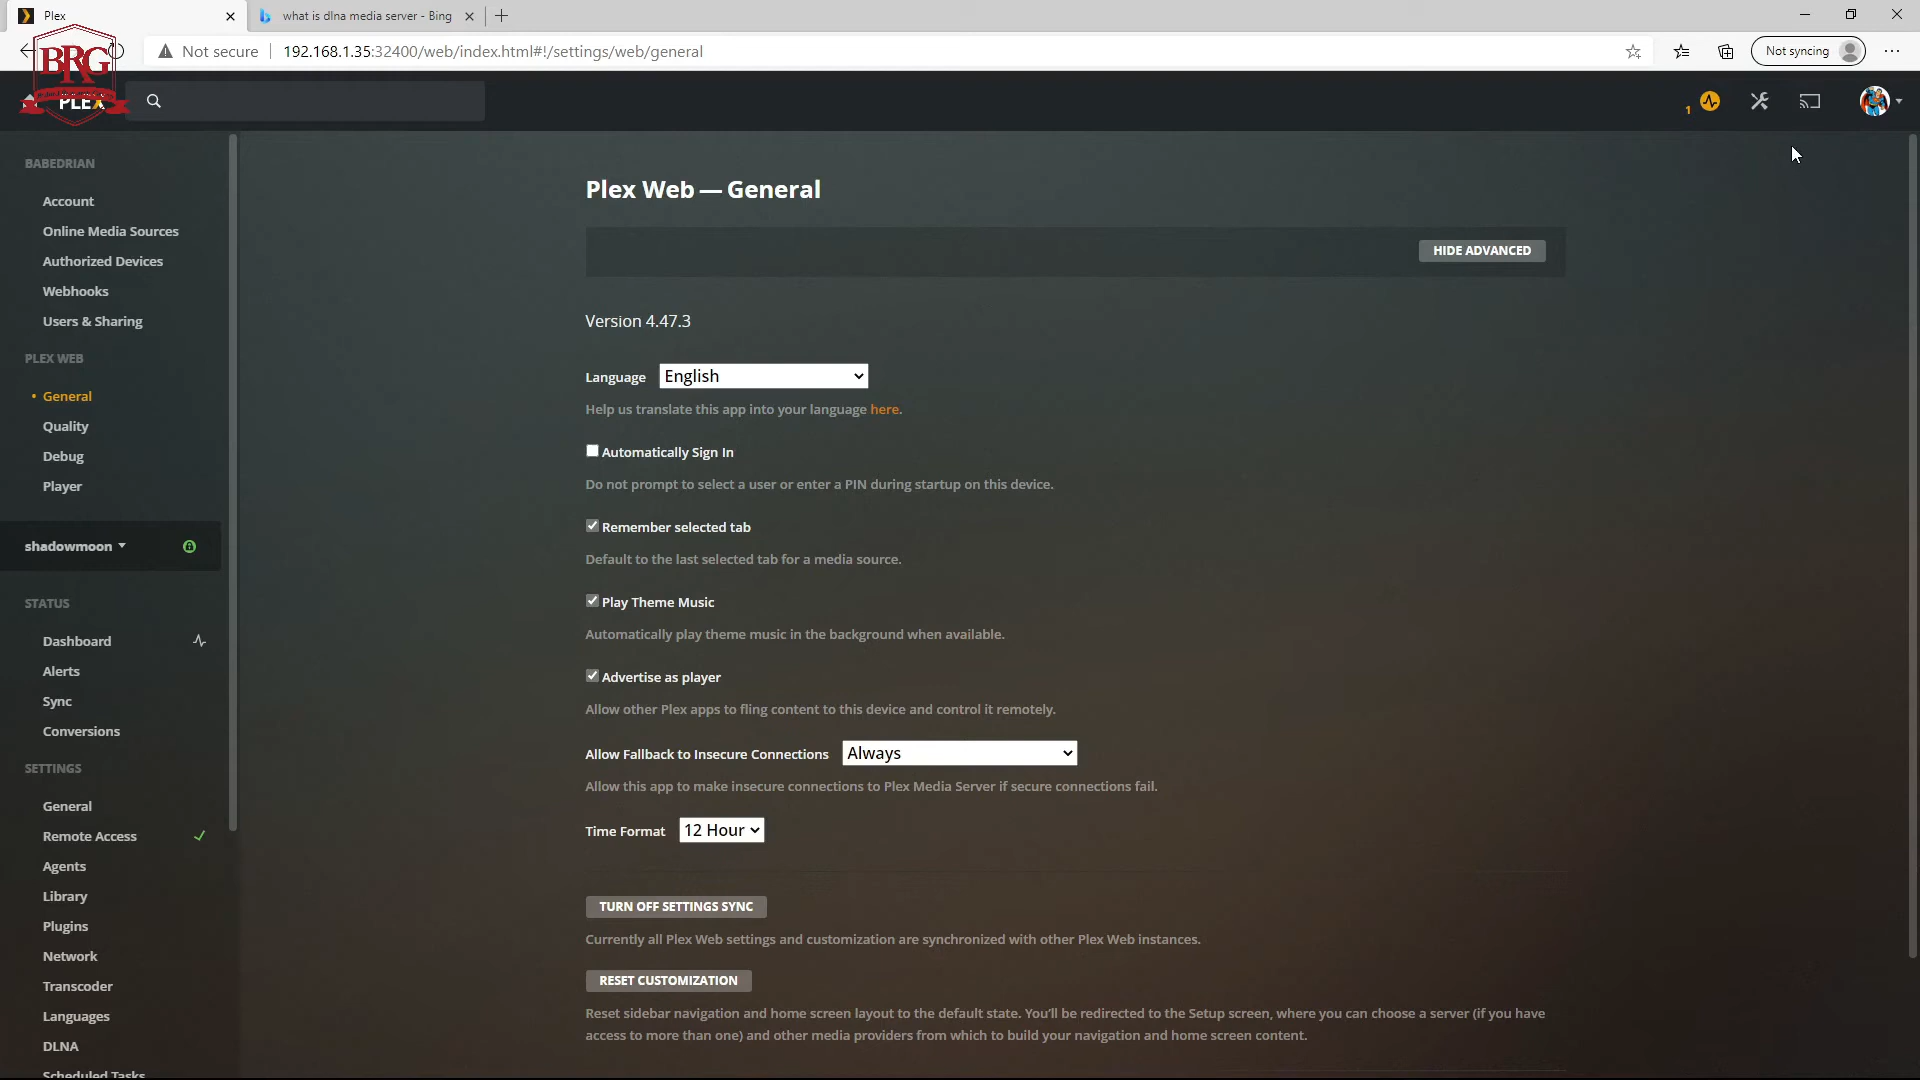 Plex
what is dlna media server - Bing
Not secure
192.168.1.35:32400/web/index.html#!/settings/web/general
Not syncing
BRG
PLEX
1
BABEDRIAN
Account
Online Media Sources
Authorized Devices
Webhooks
Users & Sharing
PLEX WEB
General
Quality
Debug
Player
shadowmoon
STATUS
Dashboard
Alerts
Sync
Conversions
SETTINGS
General
Remote Access
Agents
Library
Plugins
Network
Transcoder
Languages
DLNA
Scheduled Tasks
Plex Web — General
HIDE ADVANCED
Version 4.47.3
Language English
Help us translate this app into your language here.
Automatically Sign In
Do not prompt to select a user or enter a PIN during startup on this device.
Remember selected tab
Default to the last selected tab for a media source.
Play Theme Music
Automatically play theme music in the background when available.
Advertise as player
Allow other Plex apps to fling content to this device and control it remotely.
Allow Fallback to Insecure Connections Always
Allow this app to make insecure connections to Plex Media Server if secure connections fail.
Time Format 12 Hour
TURN OFF SETTINGS SYNC
Currently all Plex Web settings and customization are synchronized with other Plex Web instances.
RESET CUSTOMIZATION
Reset sidebar navigation and home screen layout to the default state. You'll be redirected to the Setup screen, where you can choose a server (if you have
access to more than one) and other media providers from which to build your navigation and home screen content.